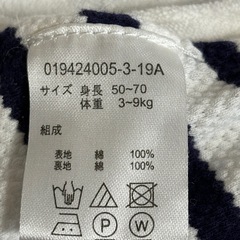 019424005-3-19A
サイズ 身長 50~70
体重 3~9kg
組成
表地 綿 100%
裏地 綿 100%